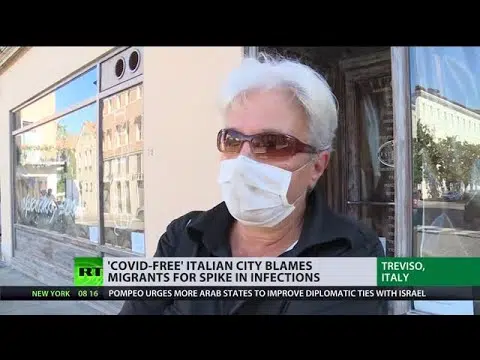 'COVID-FREE' ITALIAN CITY BLAMES
MIGRANTS FOR SPIKE IN INFECTIONS
TREVISO,
ITALY
RT
NEW YORK 08:16 POMPEO URGES MORE ARAB STATES TO IMPROVE DIPLOMATIC TIES WITH ISRAEL